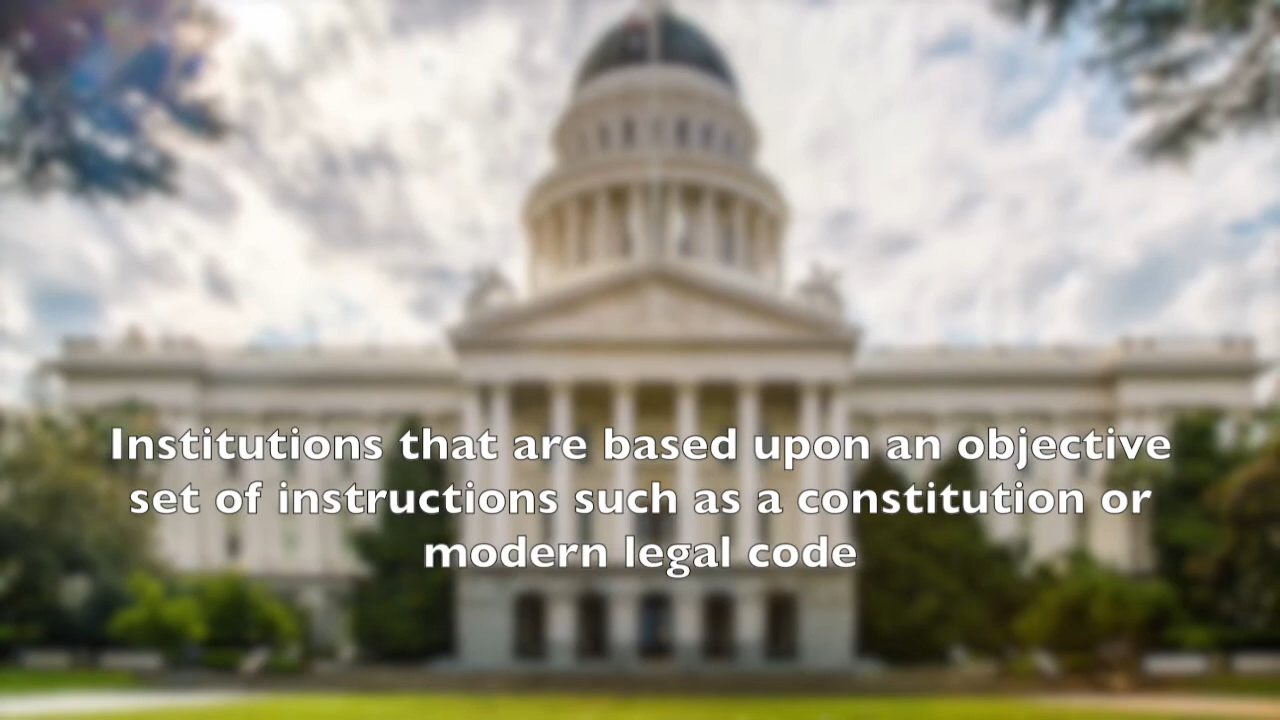 Institutions that are based upon an objective
set of instructions such as a constitution or
modern legal code